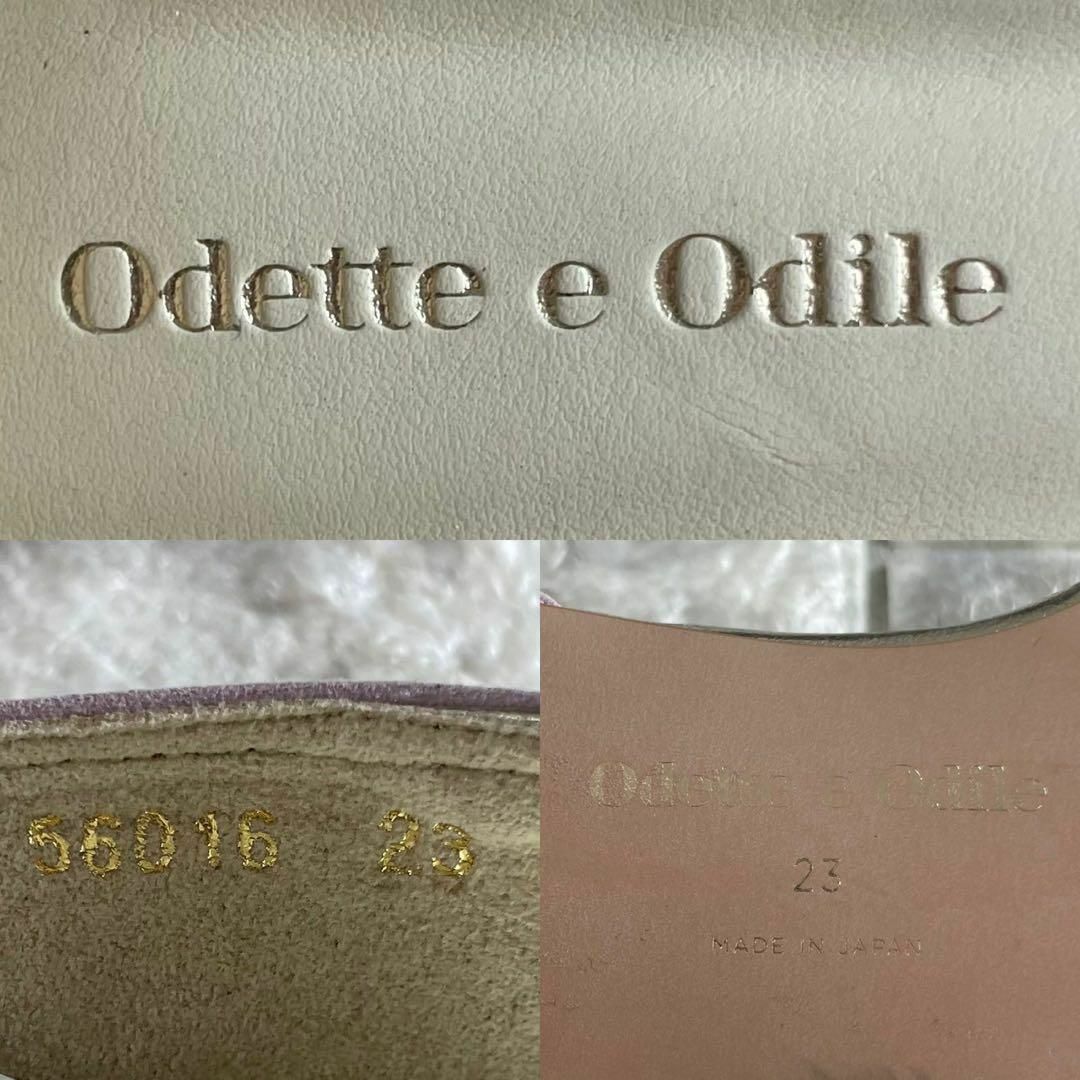 Odette e Odile
56016 23
Odette e Odile
23
MADE IN JAPAN